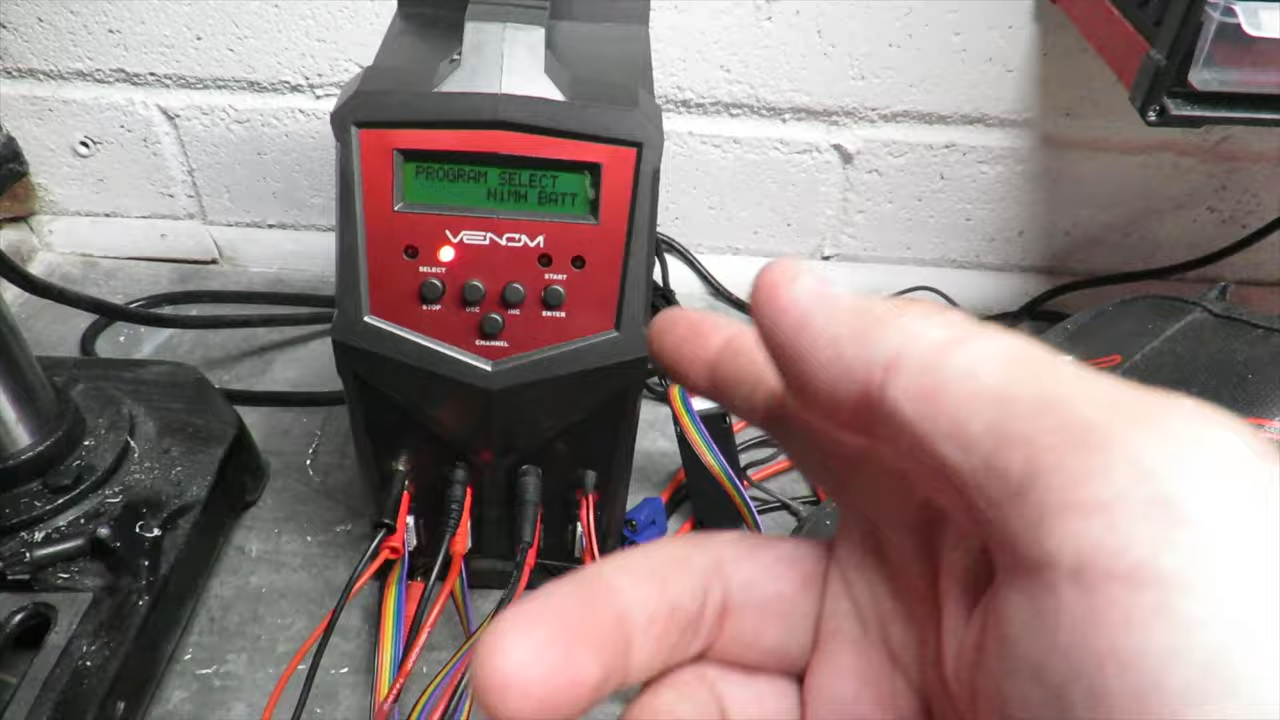 PROGRAM SELECT
NiMH BATT
VENOM
SELECT
START
STOP
DEC
INC
ENTER
CHANNEL